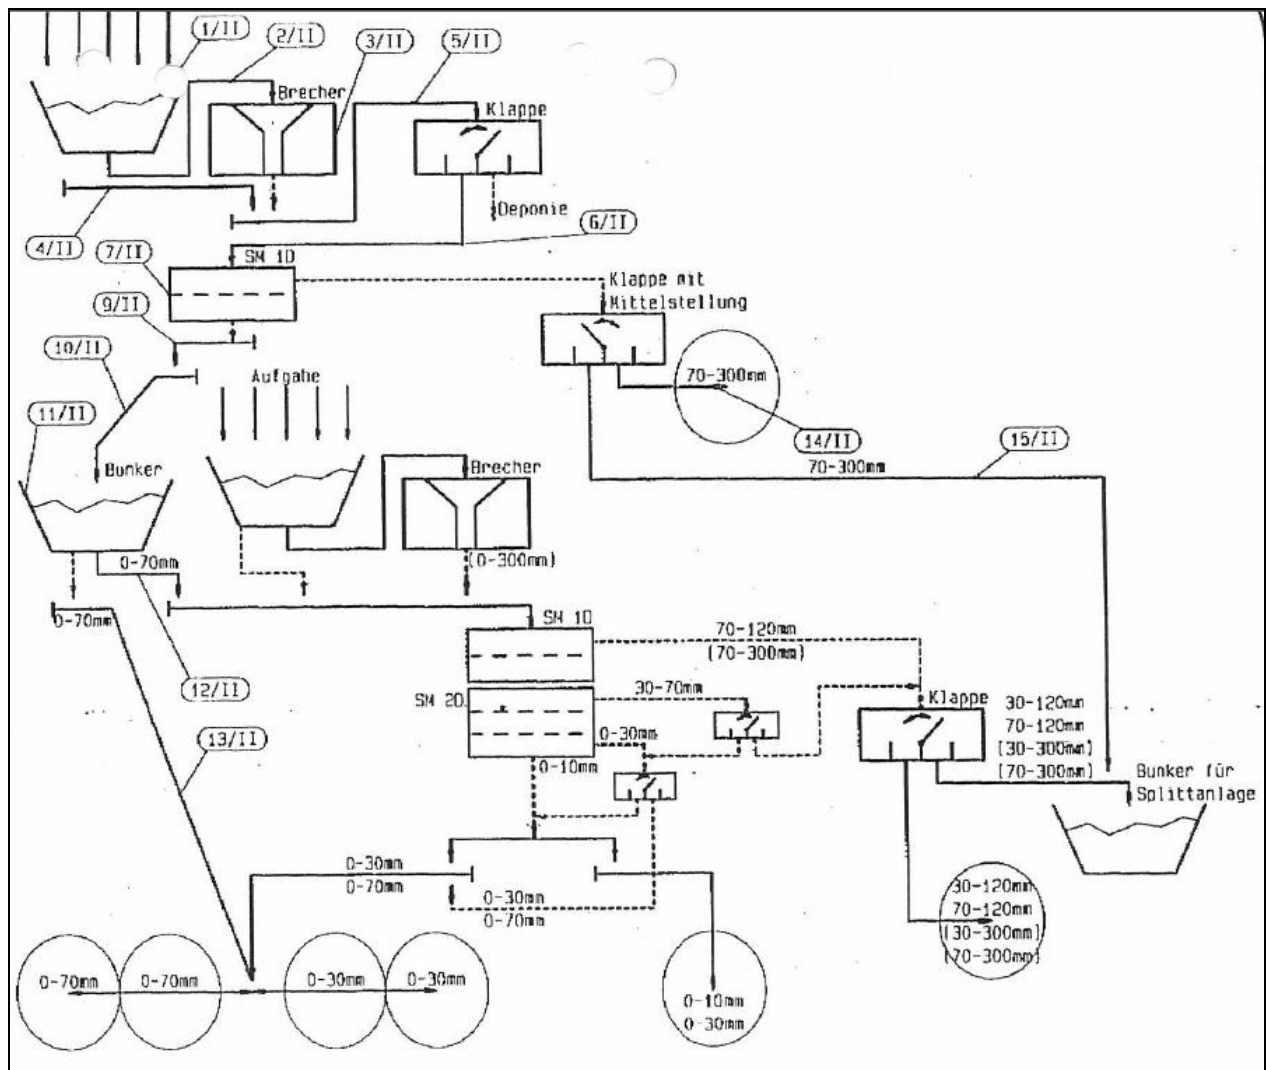 1/II
2/II
3/II
5/II
Brecher
Klappe
Deponie
4/II
6/II
7/II
SM 1D
Klappe mit
Mittelstellung
9/II
10/II
Aufgabe
70-300mm
11/II
14/II
15/II
Bunker
Brecher
70-300mm
0-70mm
(0-300mm)
0-70mm
SM 1D
70-120mm
(70-300mm)
12/II
SM 2D
30-70mm
Klappe
30-120mm
70-120mm
(30-300mm)
(70-300mm)
13/II
0-30mm
0-10mm
Bunker für
Splittanlage
0-30mm
0-70mm
0-30mm
0-70mm
30-120mm
70-120mm
(30-300mm)
(70-300mm)
0-70mm
0-70mm
0-30mm
0-30mm
0-10mm
0-30mm